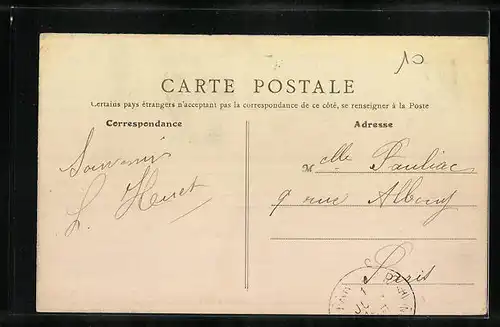 10
CARTE POSTALE
Certains pays étrangers n'acceptant pas la correspondance de ce côté, se renseigner à la Poste
Correspondance
Adresse
Souvenir
Melle Pauliac
9 rue Albouy
Paris